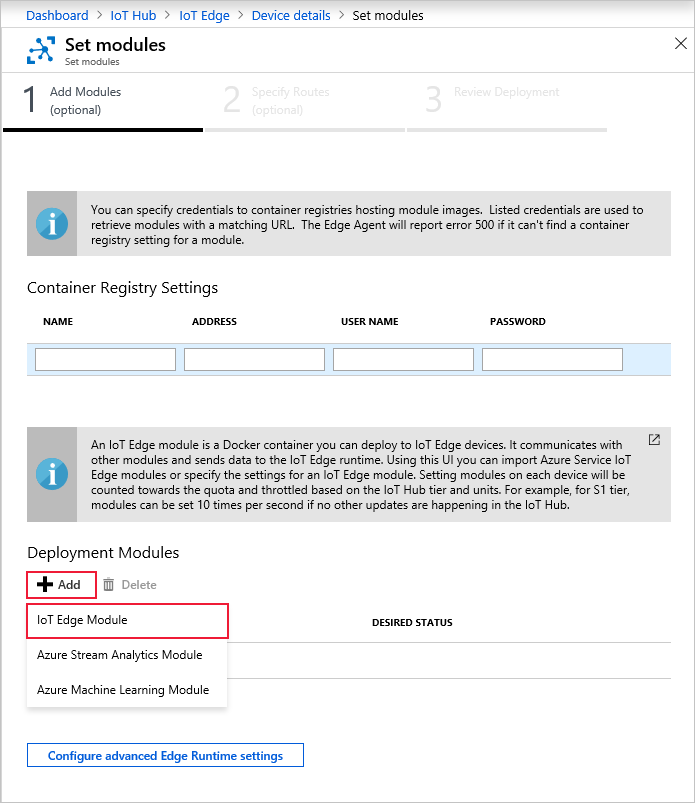 Dashboard > IoT Hub > IoT Edge > Device details > Set modules
Set modules
Set modules
1 Add Modules
(optional)
2 Specify Routes
(optional)
3 Review Deployment
You can specify credentials to container registries hosting module images. Listed credentials are used to
retrieve modules with a matching URL. The Edge Agent will report error 500 if it can't find a container
registry setting for a module.
Container Registry Settings
NAME ADDRESS USER NAME PASSWORD
An IoT Edge module is a Docker container you can deploy to IoT Edge devices. It communicates with
other modules and sends data to the IoT Edge runtime. Using this UI you can import Azure Service IoT
Edge modules or specify the settings for an IoT Edge module. Setting modules on each device will be
counted towards the quota and throttled based on the IoT Hub tier and units. For example, for S1 tier,
modules can be set 10 times per second if no other updates are happening in the IoT Hub.
Deployment Modules
Add Delete
IoT Edge Module
DESIRED STATUS
Azure Stream Analytics Module
Azure Machine Learning Module
Configure advanced Edge Runtime settings